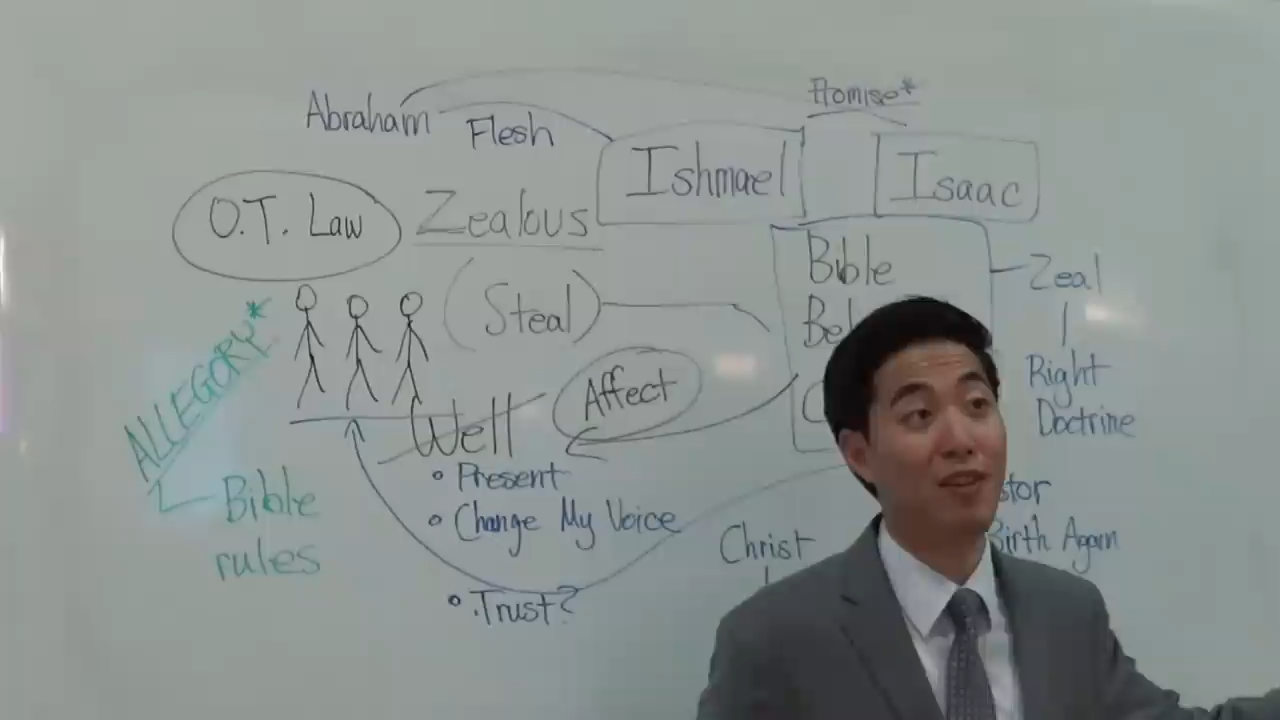 Promise*
Abraham
Flesh
Ishmael
Isaac
O.T. Law
Zealous
Bible
Zeal
(Steal)
ALLEGORY*
Right
Doctrine
Affect
Well
• Present
Bible
rules
• Change My Voice
Christ
Birth Again
• Trust?